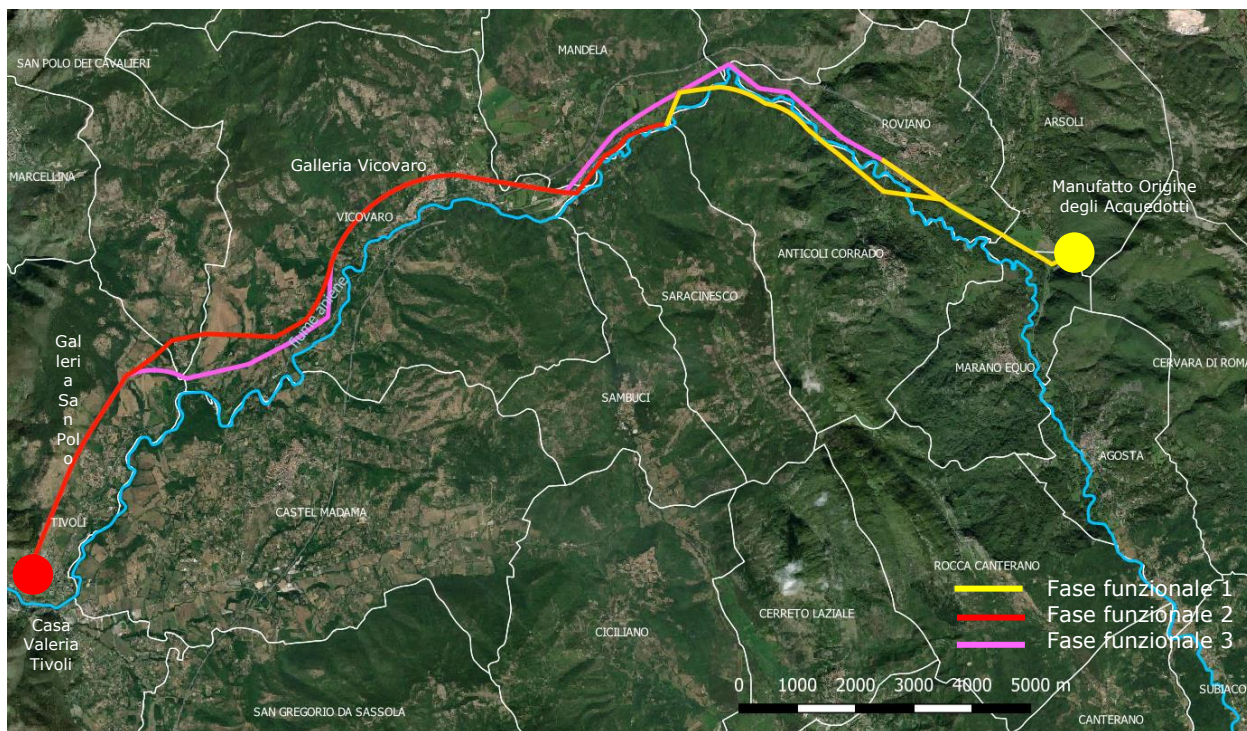 MANDELA
SAN POLO DEI CAVALIERI
ARSOLI
ROVIANO
Galleria Vicovaro
MARCELLINA
Manufatto Origine
degli Acquedotti
VICOVARO
ANTICOLI CORRADO
SARACINESCO
fiume aniene
Gal
leri
a
Sa
n
Pol
o
CERVARA DI ROMA
MARANO EQUO
SAMBUCI
AGOSTA
CASTEL MADAMA
TIVOLI
ROCCA CANTERANO
Fase funzionale 1
Fase funzionale 2
Fase funzionale 3
CERRETO LAZIALE
CICILIANO
Casa
Valeria
Tivoli
0 1000 2000 3000 4000 5000 m
SUBIACO
SAN GREGORIO DA SASSOLA
CANTERANO